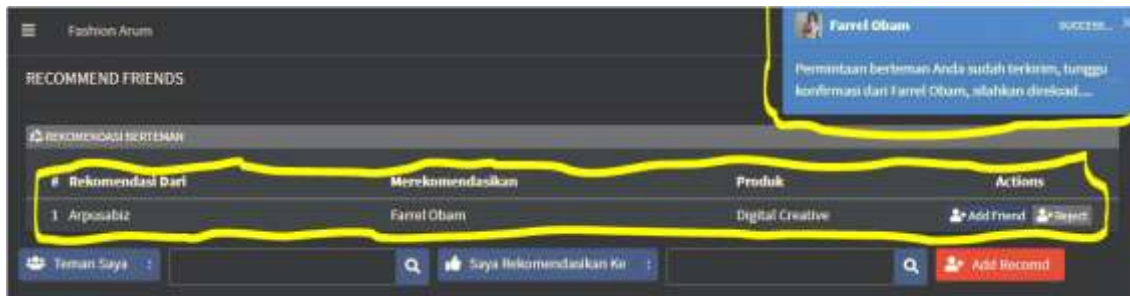 Fashion Arum
Farrel Obam
SUCCESS...
Permintaan berteman Anda sudah terkirim, tunggu
konfirmasi dari Farrel Obam, silahkan direload....
RECOMMEND FRIENDS
REKOMENDASI BERTEMAN
# Rekomendasi Dari Merekomendasikan Produk Actions
1 Arpusabiz Farrel Obam Digital Creative Add Friend Reject
Teman Saya : Saya Rekomendasikan Ke : Add Recomd